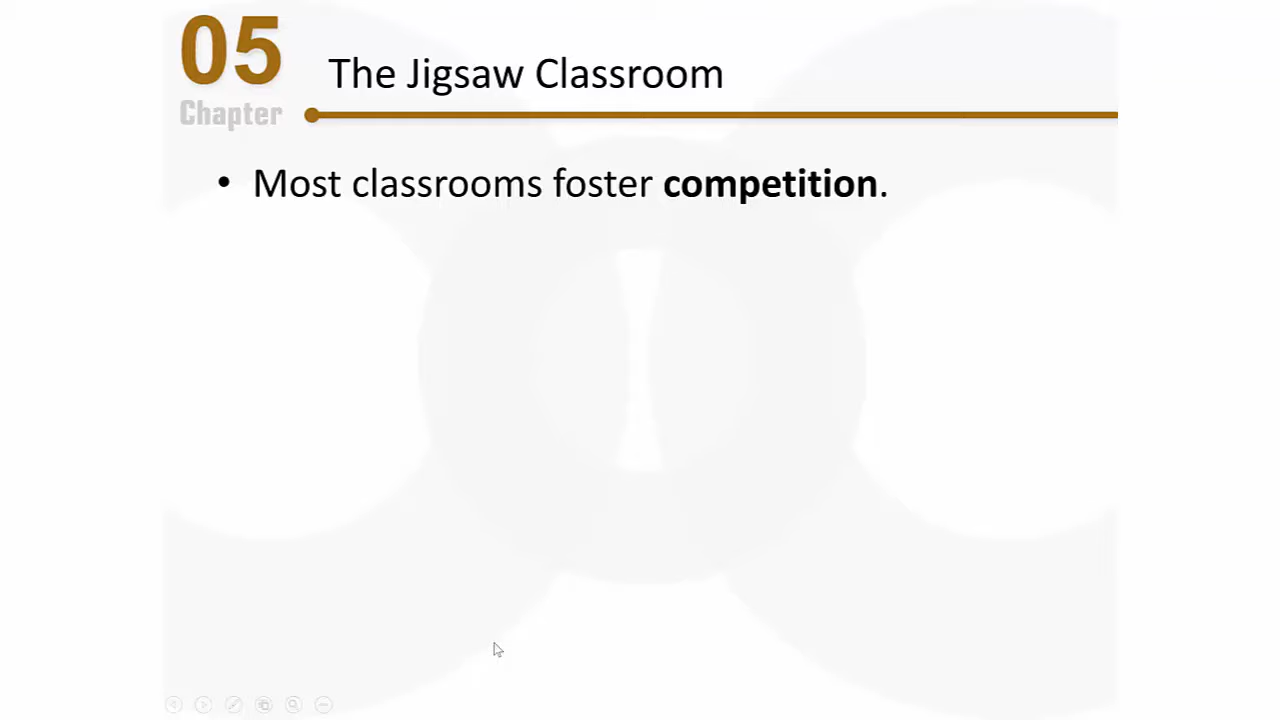 05
Chapter
The Jigsaw Classroom
• Most classrooms foster competition.